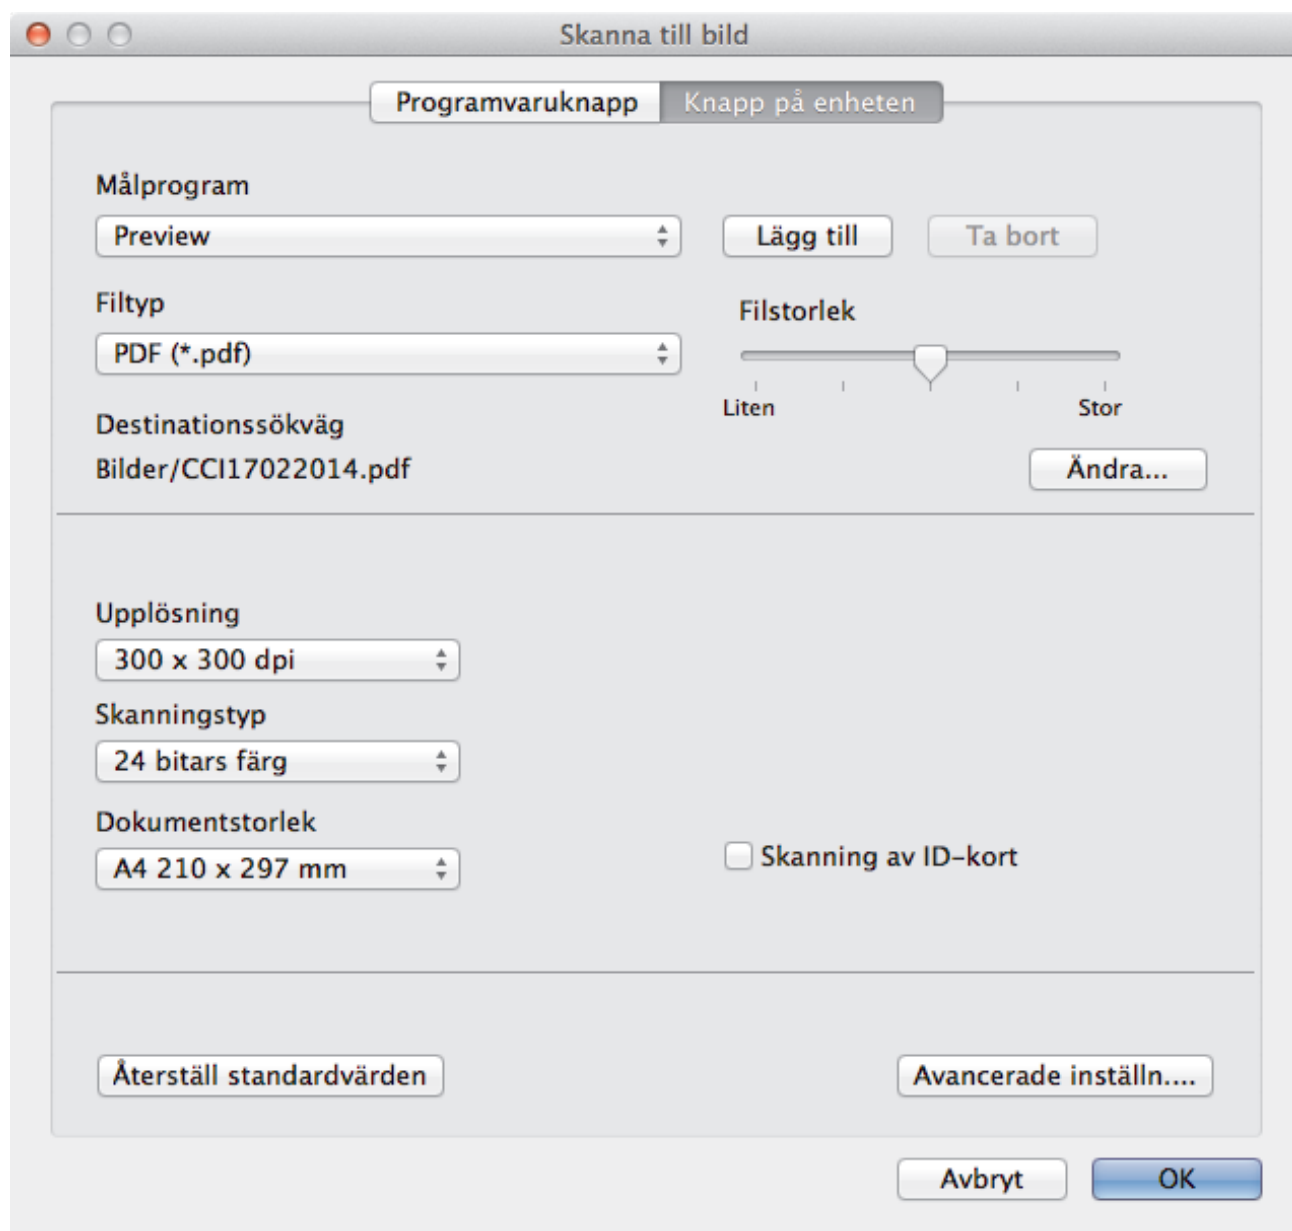 Skanna till bild
Programvaruknapp Knapp på enheten
Målprogram
Preview Lägg till Ta bort
Filtyp Filstorlek
PDF (*.pdf)
Liten Stor
Destinationssökväg
Bilder/CCI17022014.pdf Ändra...
Upplösning
300 x 300 dpi
Skanningstyp
24 bitars färg
Dokumentstorlek
A4 210 x 297 mm Skanning av ID-kort
Återställ standardvärden Avancerade inställn....
Avbryt OK